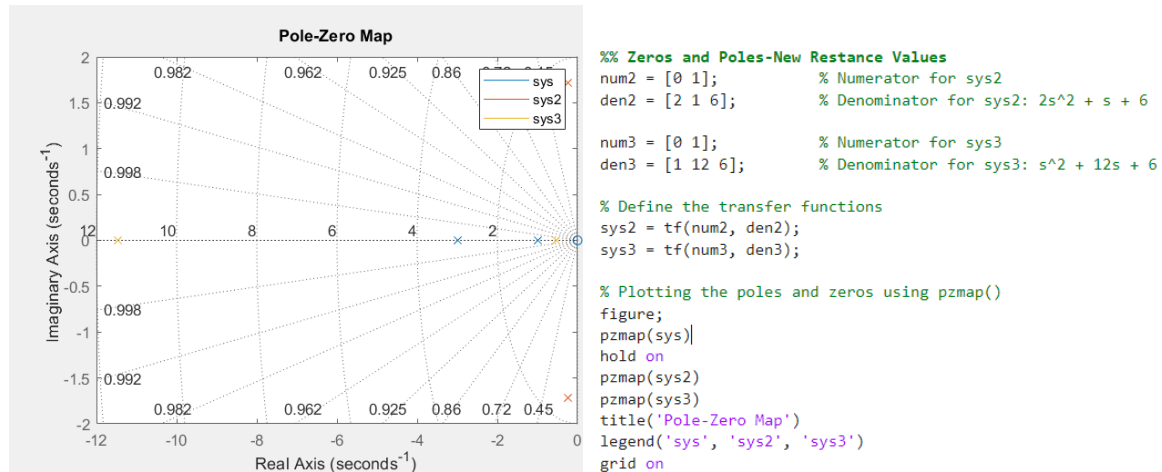 Pole-Zero Map
2
1.5
1
0.5
0
-0.5
-1
-1.5
-2
Imaginary Axis (seconds⁻¹)
0.982 0.962 0.925 0.86
0.992
0.998
12 10 8 6 4 2
0.998
0.992
0.982 0.962 0.925 0.86 0.72 0.45
sys
sys2
sys3
-12 -10 -8 -6 -4 -2 0
Real Axis (seconds⁻¹)
%% Zeros and Poles-New Restance Values
num2 = [0 1]; % Numerator for sys2
den2 = [2 1 6]; % Denominator for sys2: 2s^2 + s + 6
num3 = [0 1]; % Numerator for sys3
den3 = [1 12 6]; % Denominator for sys3: s^2 + 12s + 6
% Define the transfer functions
sys2 = tf(num2, den2);
sys3 = tf(num3, den3);
% Plotting the poles and zeros using pzmap()
figure;
pzmap(sys)
hold on
pzmap(sys2)
pzmap(sys3)
title('Pole-Zero Map')
legend('sys', 'sys2', 'sys3')
grid on